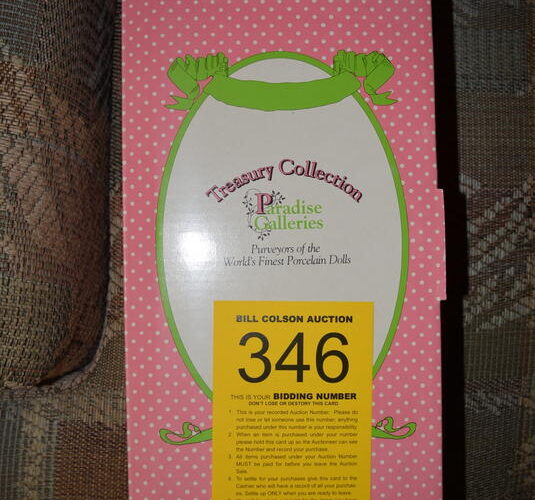 Treasury Collection
Paradise
Galleries
Purveyors of the
World's Finest Porcelain Dolls
BILL COLSON AUCTION
346
THIS IS YOUR BIDDING NUMBER
DON'T LOSE OR DESTORY THIS CARD
1. This is your recorded Auction Number. Please do
not lose or let someone use this number, anything
purchased under this number is your responsibility.
2. When an item is purchased under your number
please hold this card up so the Auctioneer can see
the Number and record your purchase.
3. All items purchased under your Auction Number
MUST be paid for before you leave the Auction
Sale.
4. To settle for your purchases give this card to the
Cashier who will have a record of all your purchas-
es. Settle up ONLY when you are ready to leave.